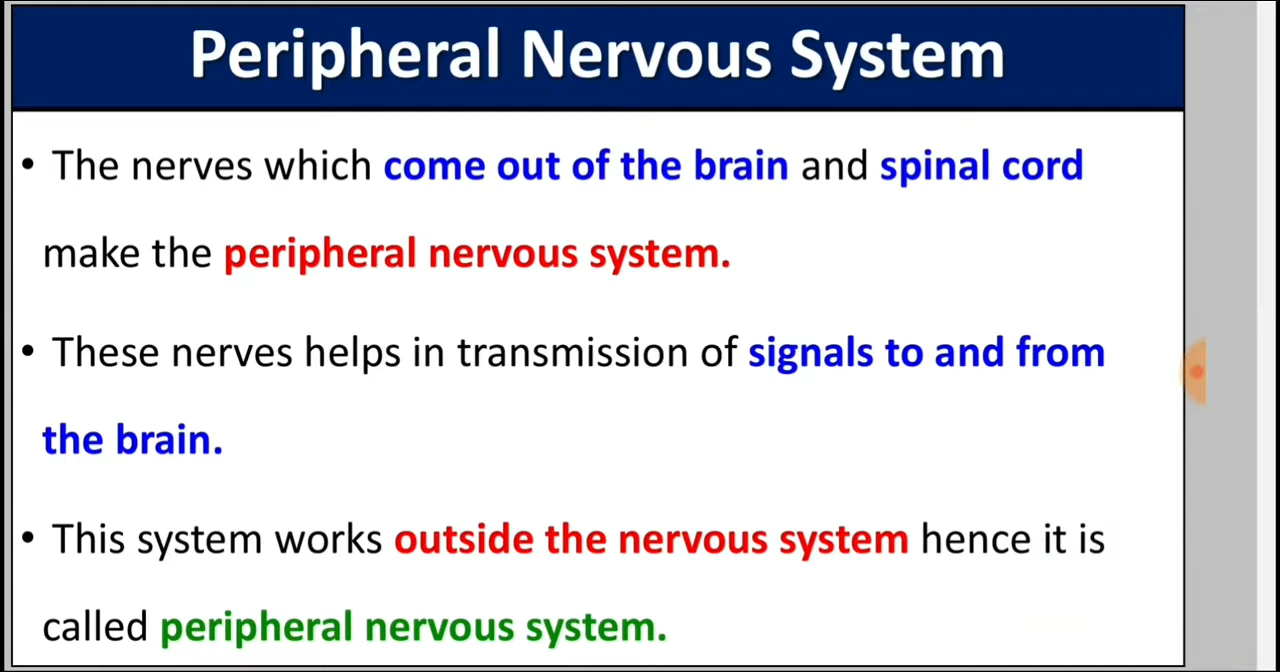 Peripheral Nervous System
• The nerves which come out of the brain and spinal cord
make the peripheral nervous system.
• These nerves helps in transmission of signals to and from
the brain.
• This system works outside the nervous system hence it is
called peripheral nervous system.